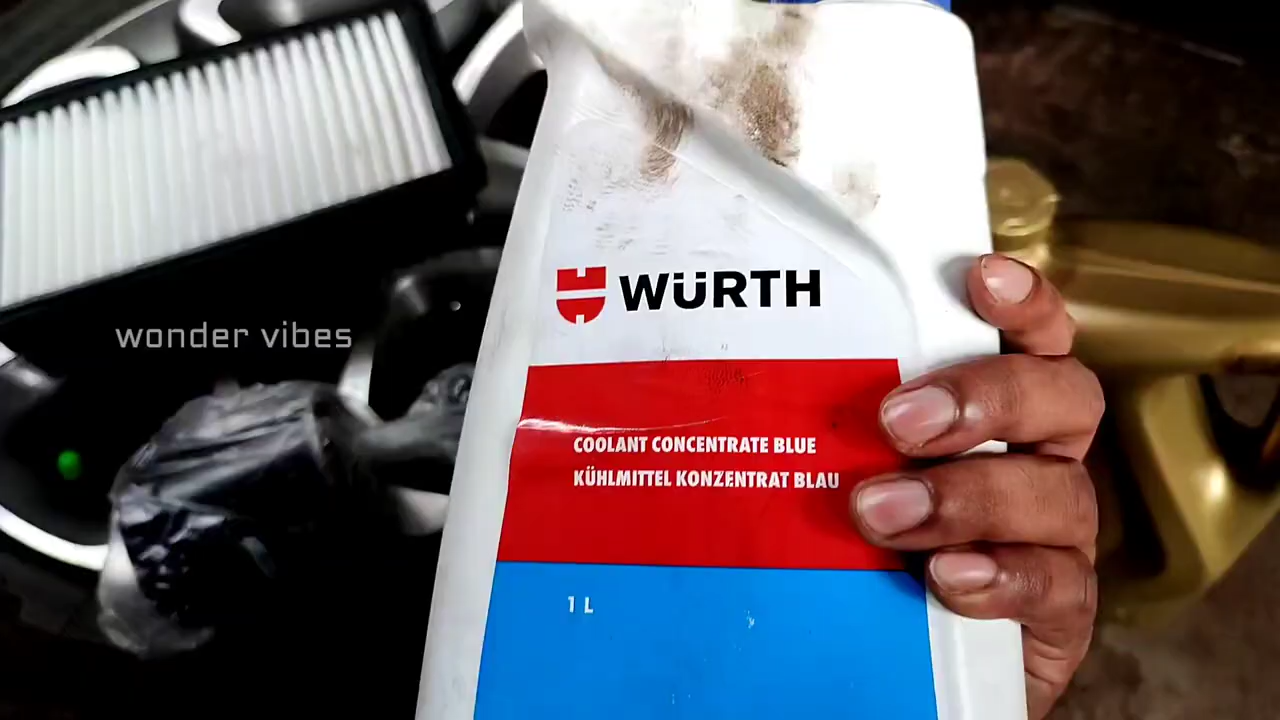 WÜRTH
wonder vibes
COOLANT CONCENTRATE BLUE
KÜHLMITTEL KONZENTRAT BLAU
1 L